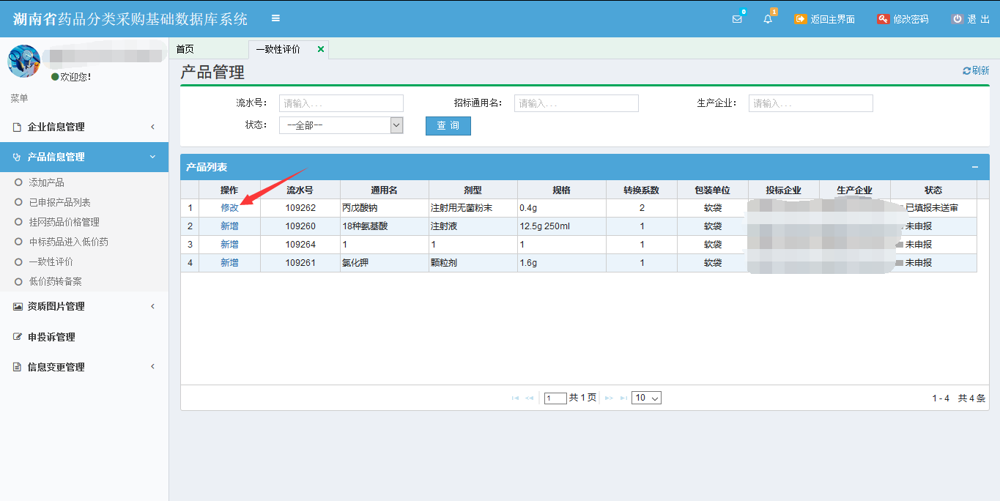 湖南省药品分类采购基础数据库系统
0
1
返回主界面
修改密码
退 出
欢迎您!
菜单
企业信息管理
产品信息管理
添加产品
已申报产品列表
挂网药品价格管理
中标药品进入低价药
一致性评价
低价药转备案
资质图片管理
申投诉管理
信息变更管理
首页
一致性评价
产品管理
刷新
流水号: 请输入...
招标通用名: 请输入...
生产企业: 请输入...
状态: --全部--
查 询
产品列表
操作 流水号 通用名 剂型 规格 转换系数 包装单位 投标企业 生产企业 状态
1 修改 109262 丙戊酸钠 注射用无菌粉末 0.4g 2 软袋 已填报未送审
2 新增 109260 18种氨基酸 注射液 12.5g 250ml 1 软袋 未申报
3 新增 109264 1 1 1 1 软袋 未申报
4 新增 109261 氯化钾 颗粒剂 1.6g 1 软袋 未申报
1 共 1 页 10
1 - 4 共 4 条